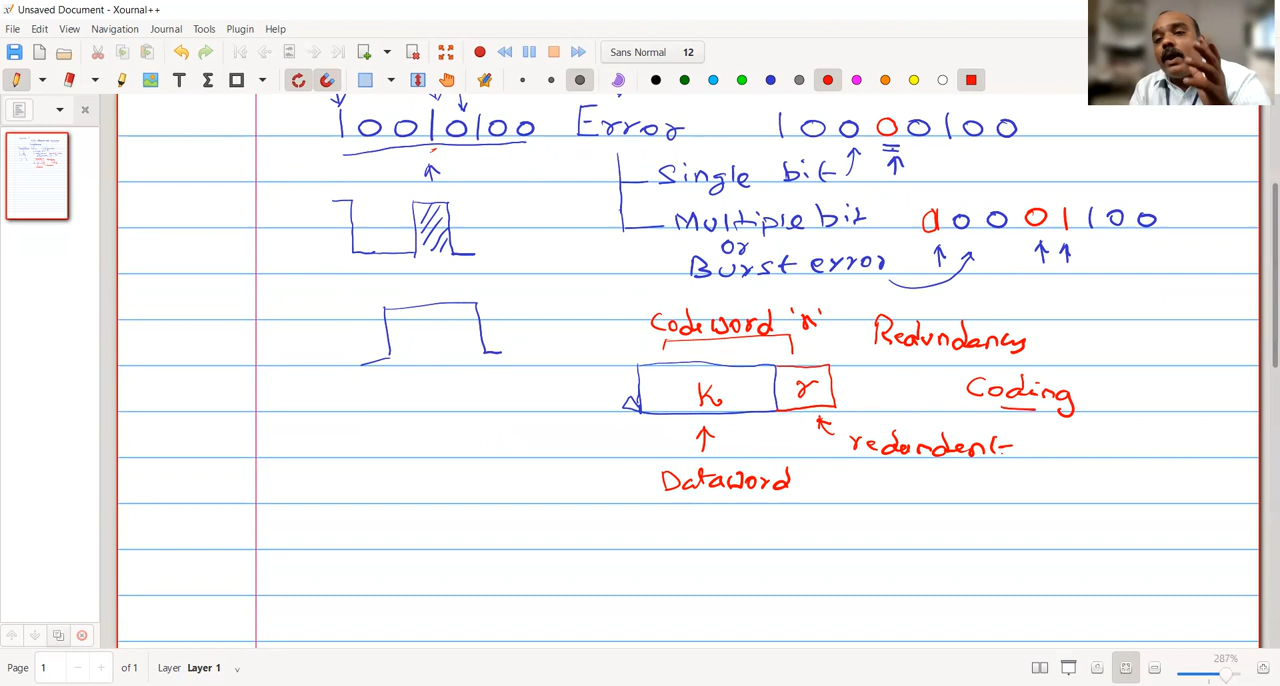 Unsaved Document - Xournal++
File Edit View Navigation Journal Tools Plugin Help
Sans Normal 12
10010100 Error 10000100
Single bit
Multiple bit 00001100
or
Burst error
Codeword 'n' Redundancy
k r Coding
redundent
Dataword
287%
Page 1 of 1 Layer Layer 1